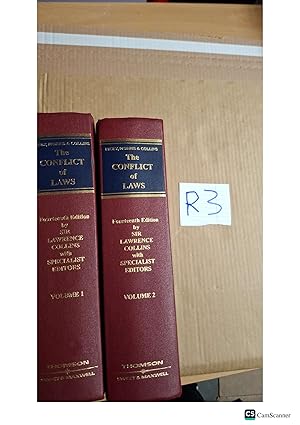 DICEY, MORRIS & COLLINS
The
CONFLICT
of
LAWS
Fourteenth Edition
by
SIR
LAWRENCE
COLLINS
with
SPECIALIST
EDITORS
VOLUME 1
THOMSON
SWEET & MAXWELL
DICEY, MORRIS & COLLINS
The
CONFLICT
of
LAWS
Fourteenth Edition
by
SIR
LAWRENCE
COLLINS
with
SPECIALIST
EDITORS
VOLUME 2
THOMSON
SWEET & MAXWELL
R3
CS CamScanner